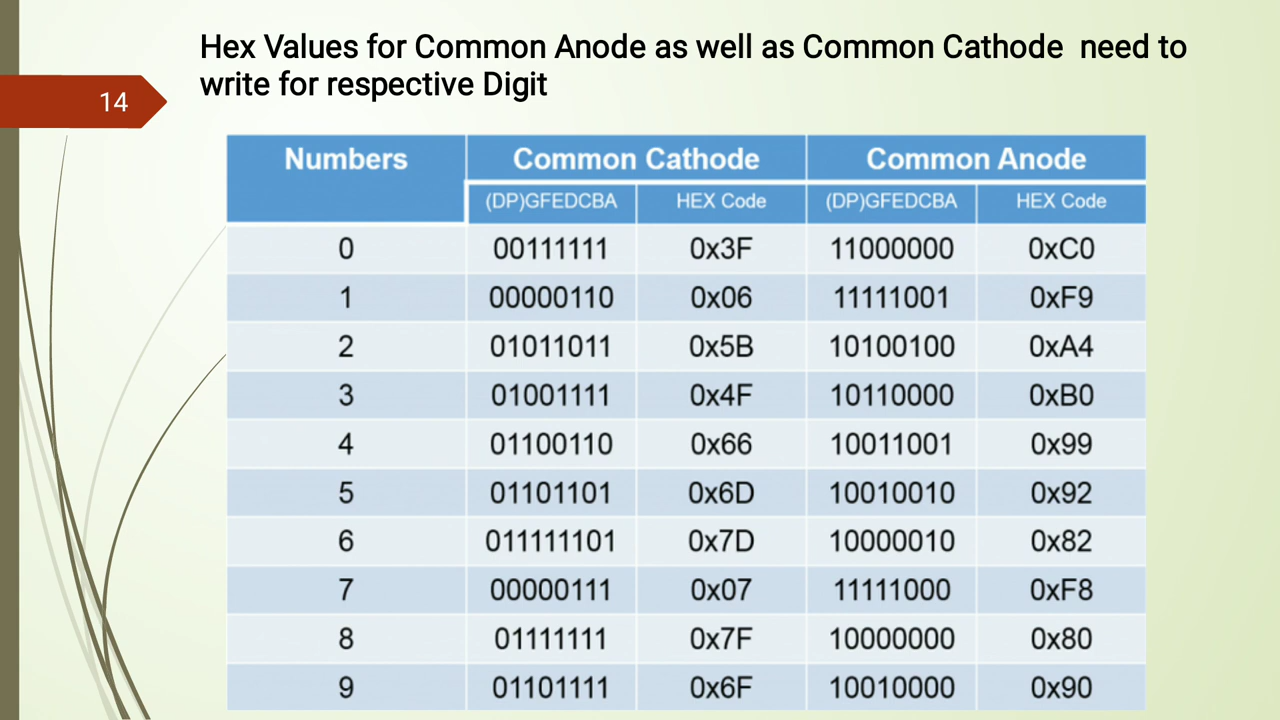 Hex Values for Common Anode as well as Common Cathode need to
write for respective Digit
14
Numbers Common Cathode Common Anode
(DP)GFEDCBA HEX Code (DP)GFEDCBA HEX Code
0 00111111 0x3F 11000000 0xC0
1 00000110 0x06 11111001 0xF9
2 01011011 0x5B 10100100 0xA4
3 01001111 0x4F 10110000 0xB0
4 01100110 0x66 10011001 0x99
5 01101101 0x6D 10010010 0x92
6 011111101 0x7D 10000010 0x82
7 00000111 0x07 11111000 0xF8
8 01111111 0x7F 10000000 0x80
9 01101111 0x6F 10010000 0x90